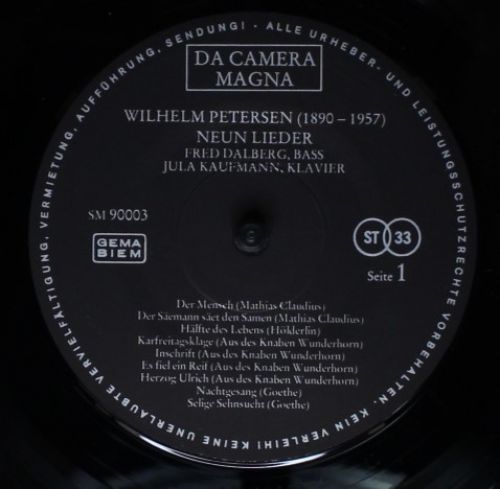 KEINE UNERLAUBTE VERVIELFÄLTIGUNG, VERMIETUNG, AUFFÜHRUNG, SENDUNG! - ALLE URHEBER- UND LEISTUNGSSCHUTZRECHTE VORBEHALTEN. KEIN VERLEIH!
DA CAMERA
MAGNA
WILHELM PETERSEN (1890 – 1957)
NEUN LIEDER
FRED DALBERG, BASS
JULA KAUFMANN, KLAVIER
SM 90003
GEMA
BIEM
ST 33
Seite 1
Der Mensch (Mathias Claudius)
Der Säemann säet den Samen (Mathias Claudius)
Hälfte des Lebens (Hölderlin)
Karfreitagsklage (Aus des Knaben Wunderhorn)
Inschrift (Aus des Knaben Wunderhorn)
Es fiel ein Reif (Aus des Knaben Wunderhorn)
Herzog Ulrich (Aus des Knaben Wunderhorn)
Nachtgesang (Goethe)
Selige Sehnsucht (Goethe)